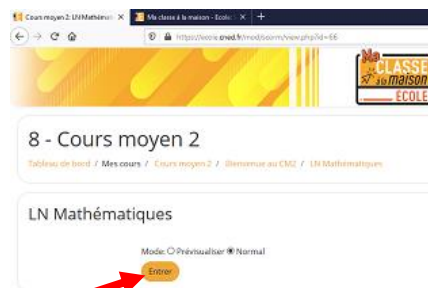 Cours moyen 2: LN Mathémat
Ma classe à la maison - Ecole:
https://ecole.cned.fr/mod/scorm/view.php?id=66
Ma
CLASSE
à la maison
ÉCOLE
8 - Cours moyen 2
Tableau de bord / Mes cours / Cours moyen 2 / Bienvenue au CM2 / LN Mathématiques
LN Mathématiques
Mode: Prévisualiser Normal
Entrer